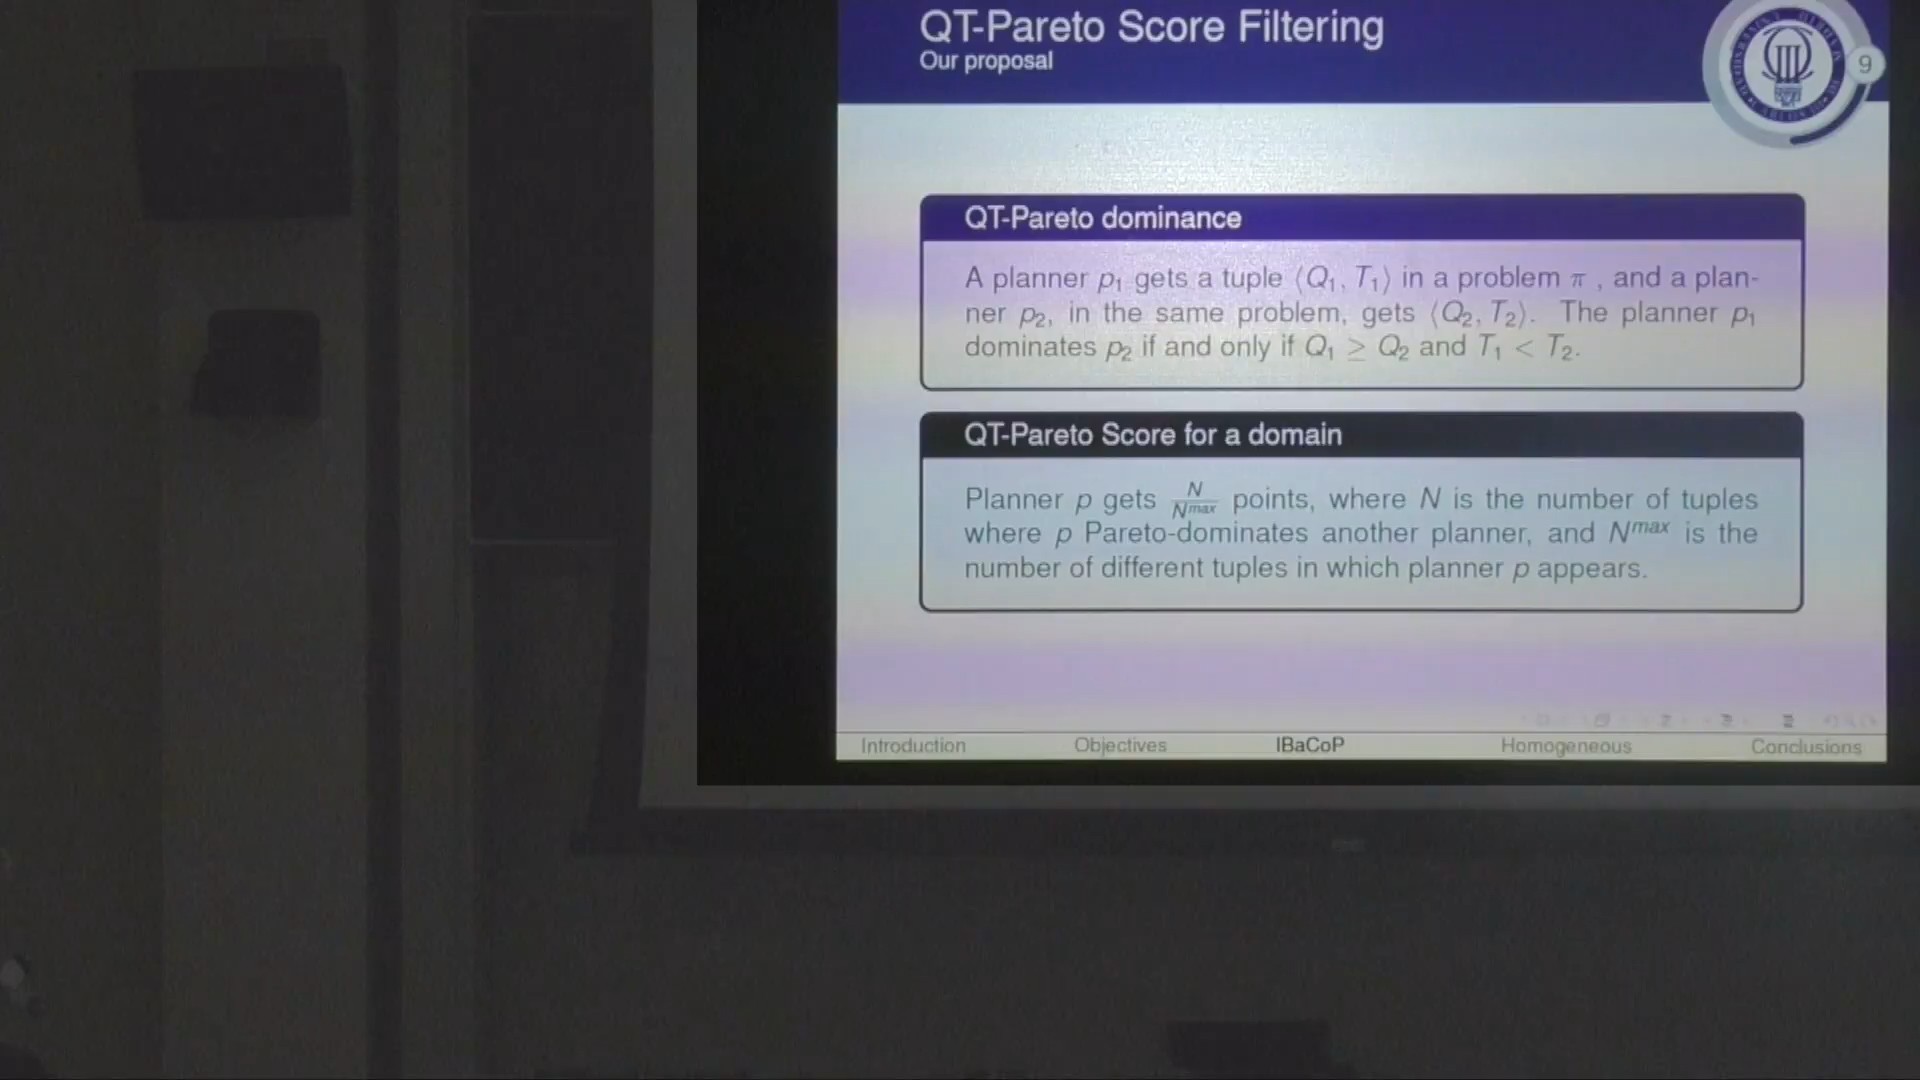 QT-Pareto Score Filtering
Our proposal
9
QT-Pareto dominance
A planner p₁ gets a tuple ⟨Q₁, T₁⟩ in a problem π , and a plan-
ner p₂, in the same problem, gets ⟨Q₂, T₂⟩. The planner p₁
dominates p₂ if and only if Q₁ ≥ Q₂ and T₁ < T₂.
QT-Pareto Score for a domain
Planner p gets N/Nᵐᵃˣ points, where N is the number of tuples
where p Pareto-dominates another planner, and Nᵐᵃˣ is the
number of different tuples in which planner p appears.
Introduction Objectives IBaCoP Homogeneous Conclusions